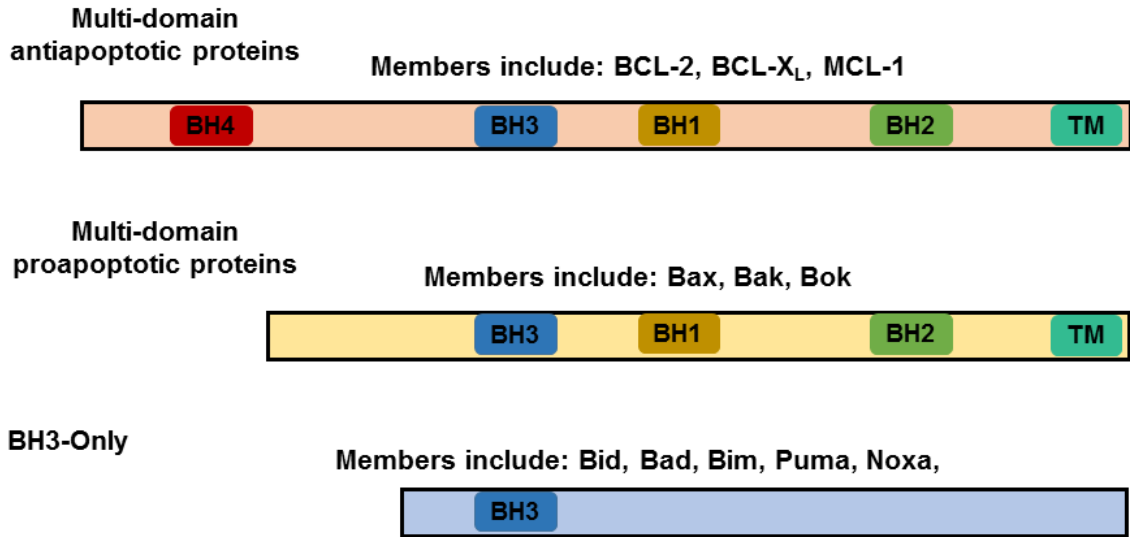 Multi-domain
antiapoptotic proteins
Members include: BCL-2, BCL-XL, MCL-1
BH4 BH3 BH1 BH2 TM
Multi-domain
proapoptotic proteins
Members include: Bax, Bak, Bok
BH3 BH1 BH2 TM
BH3-Only
Members include: Bid, Bad, Bim, Puma, Noxa,
BH3